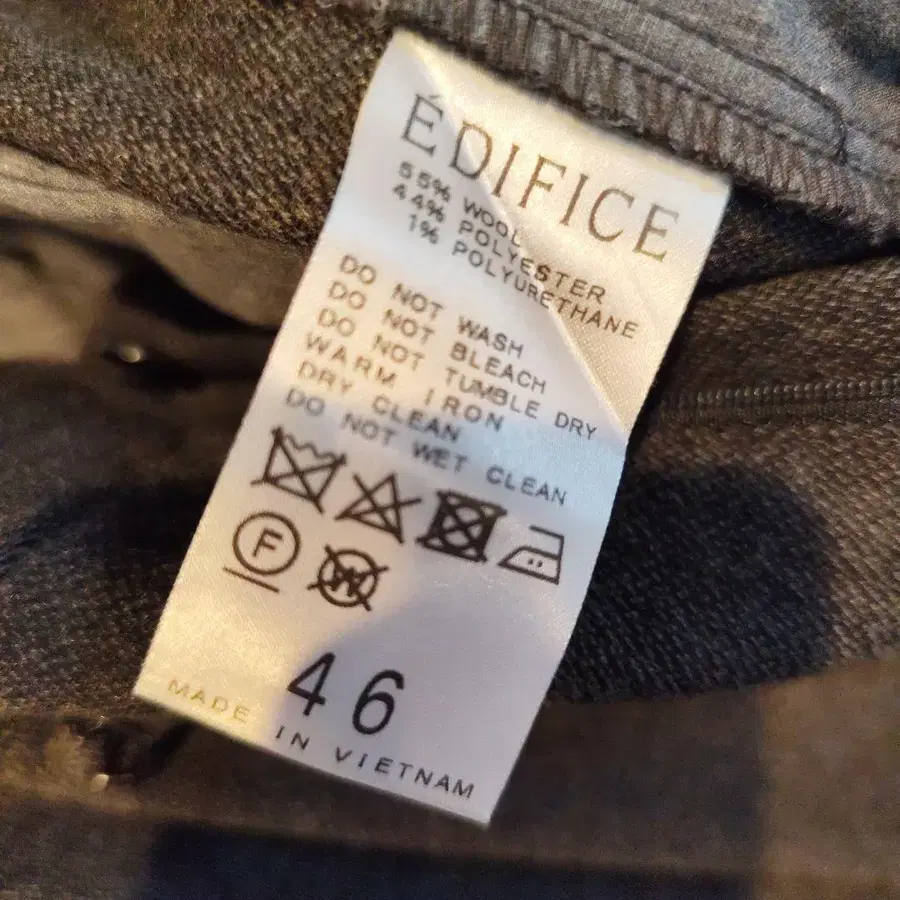 ÉDIFICE
55% WOOL
44% POLYESTER
1% POLYURETHANE
DO NOT WASH
DO NOT BLEACH
DO NOT TUMBLE DRY
WARM IRON
DRY CLEAN
DO NOT WET CLEAN
F
W
46
MADE IN VIETNAM